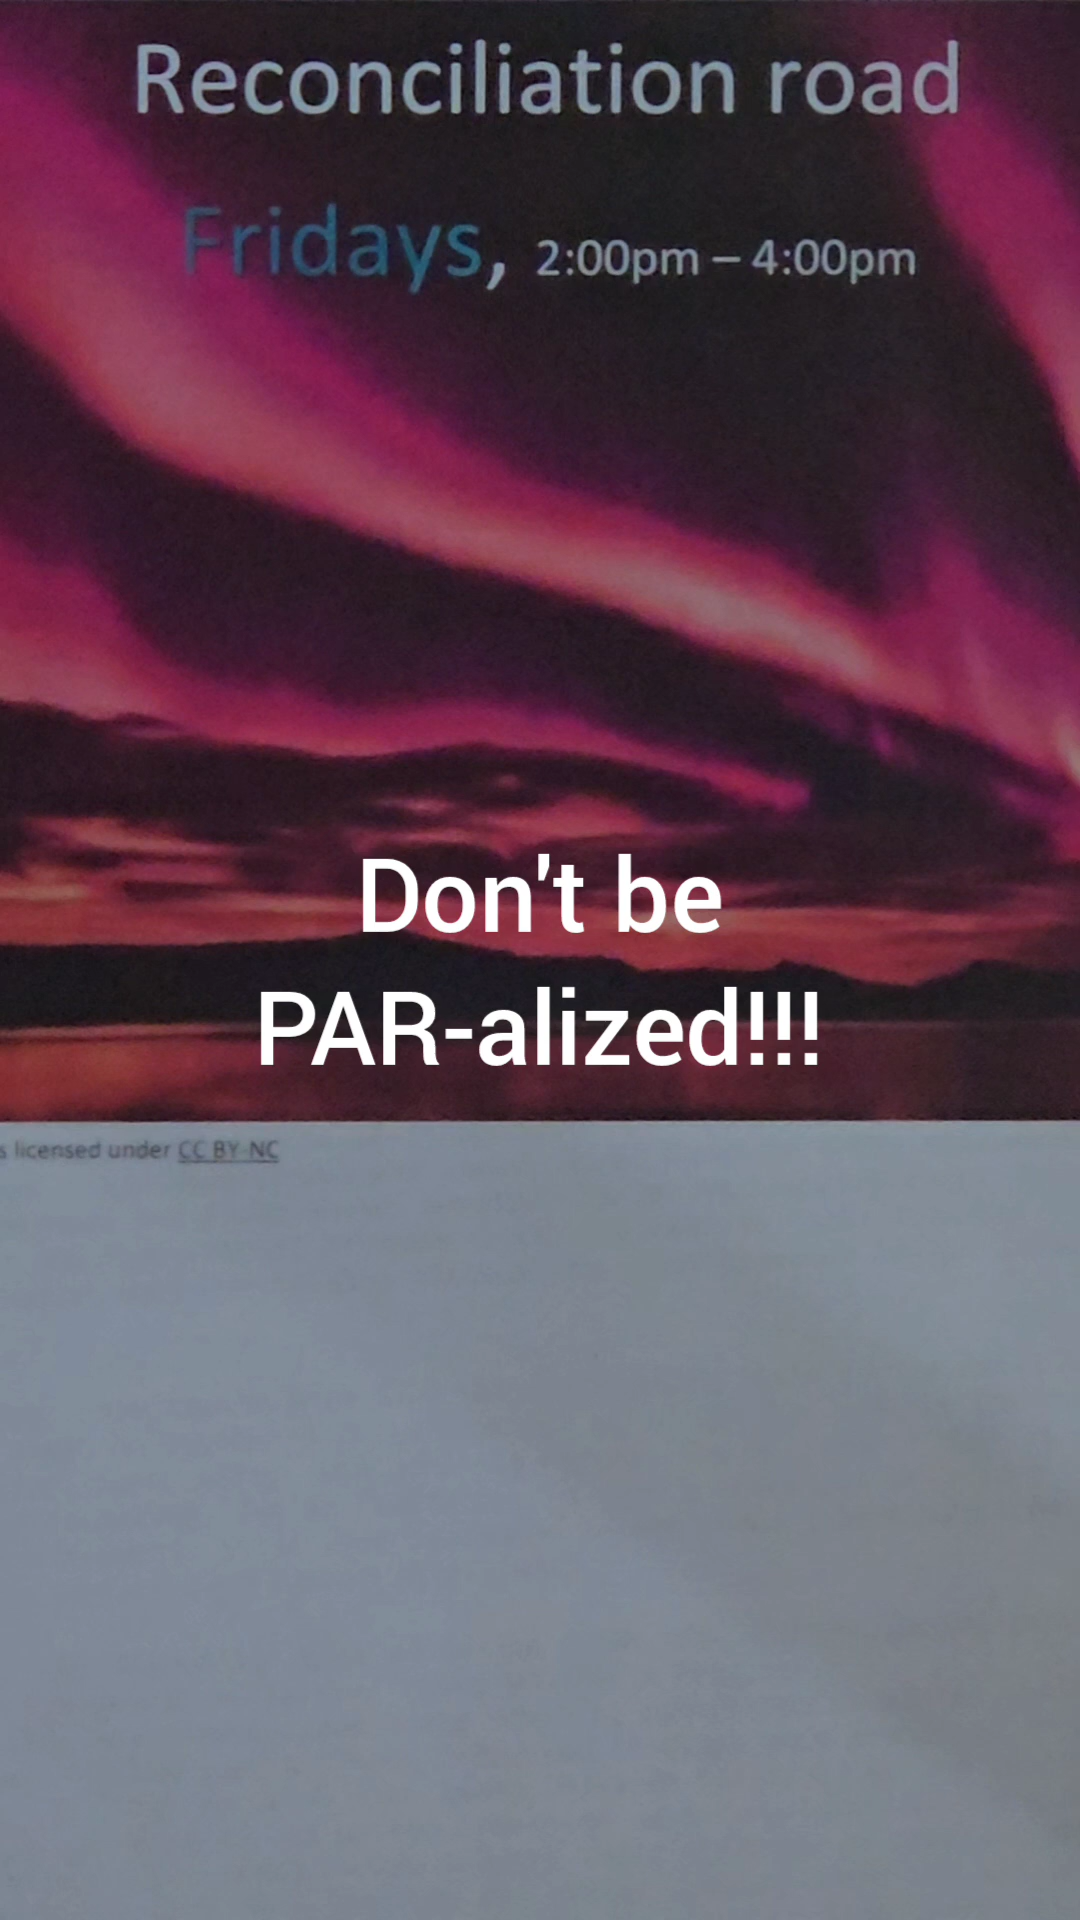 Reconciliation road
Fridays, 2:00pm – 4:00pm
Don't be
PAR-alized!!!
s licensed under CC BY-NC